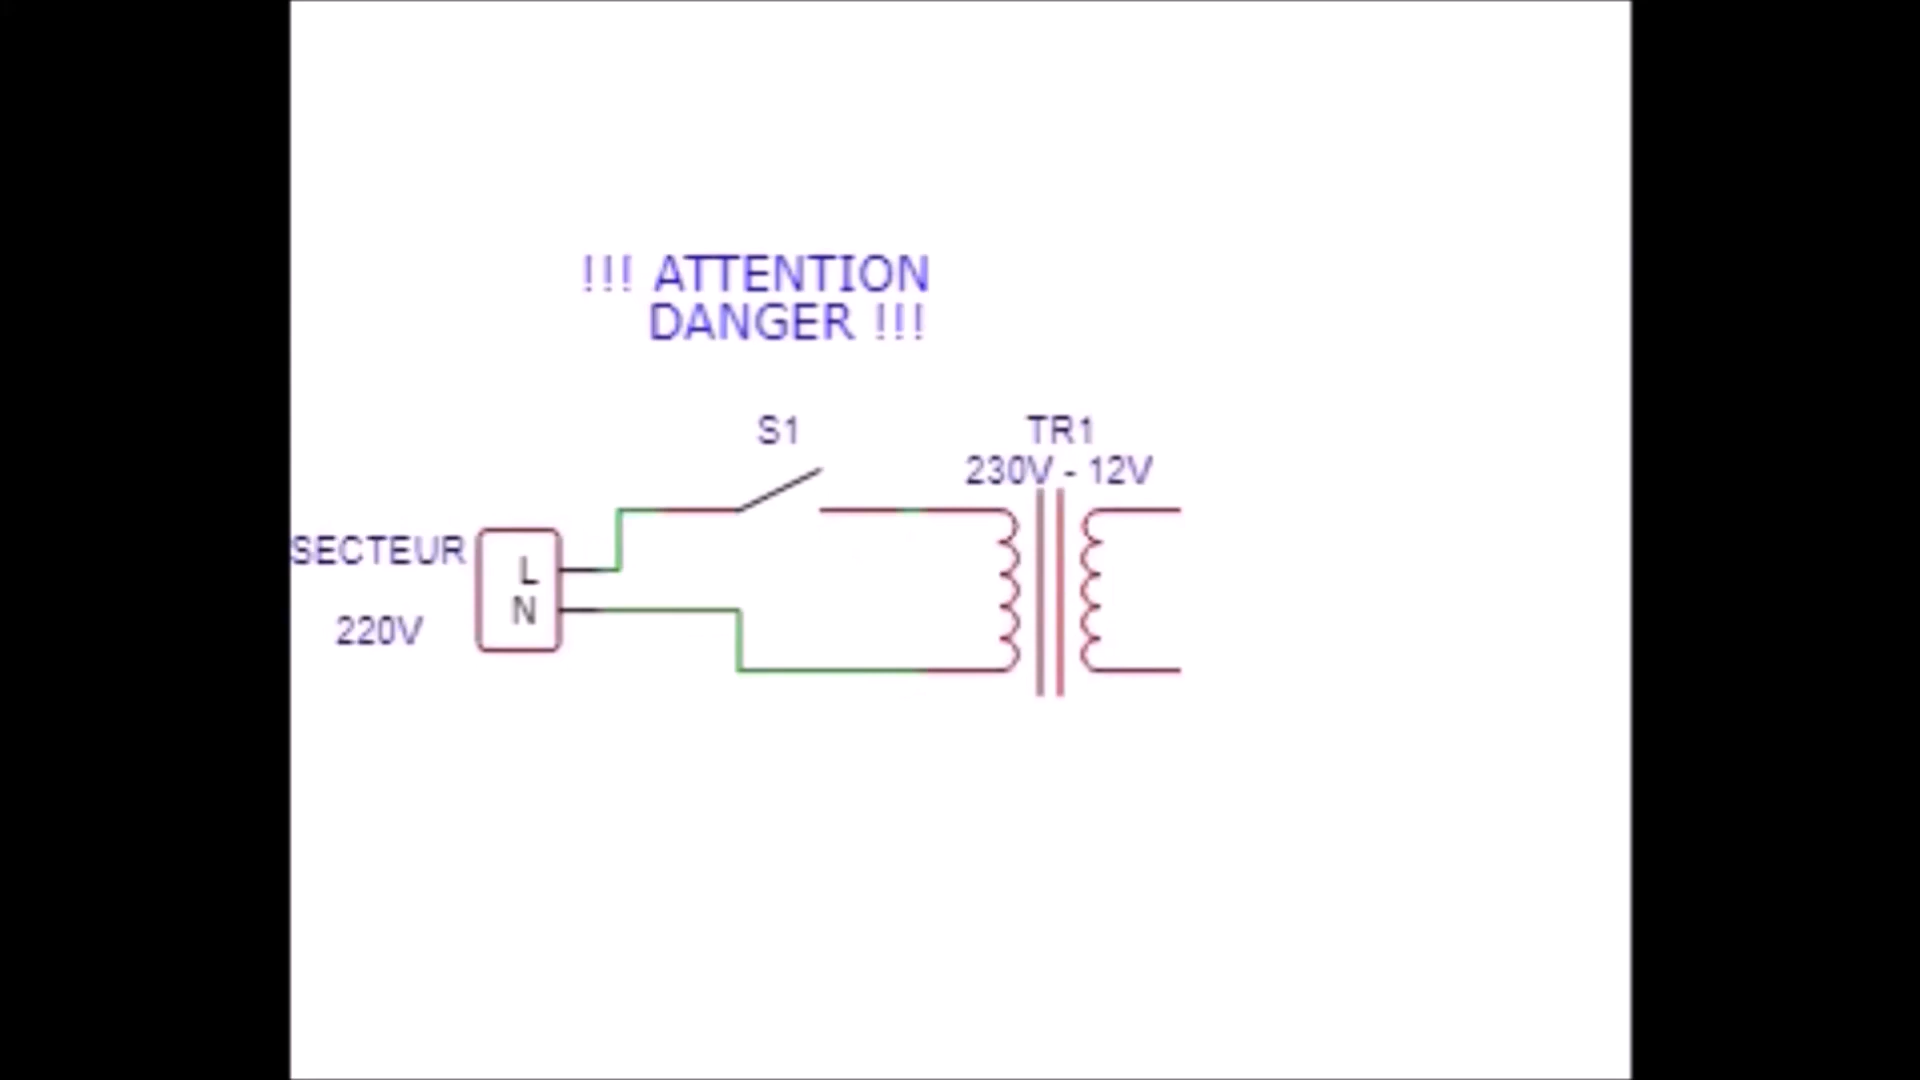 !!! ATTENTION
DANGER !!!
S1
TR1
230V - 12V
SECTEUR
L
N
220V